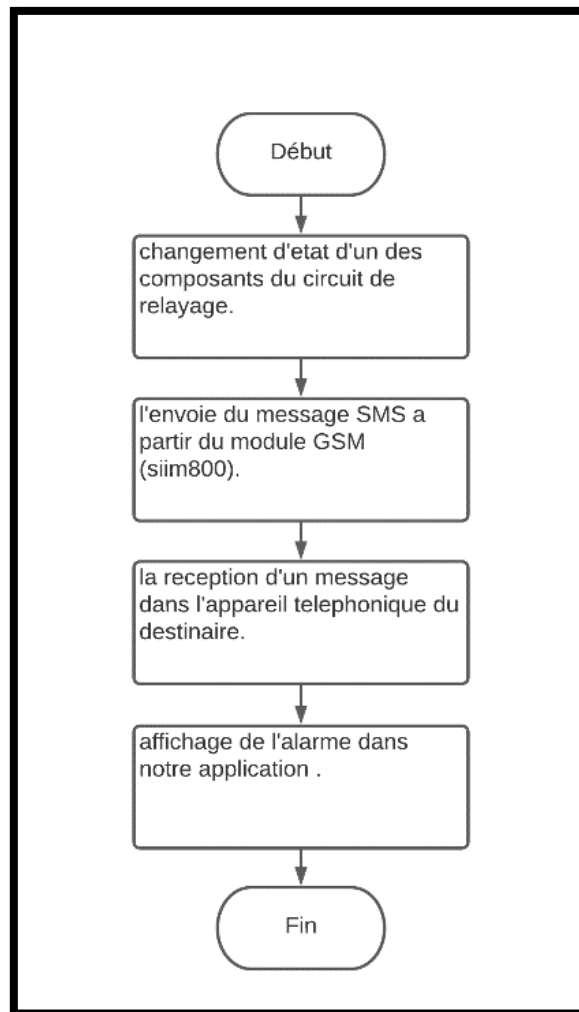 Début
changement d'etat d'un des
composants du circuit de
relayage.
l'envoie du message SMS a
partir du module GSM
(siim800).
la reception d'un message
dans l'appareil telephonique du
destinaire.
affichage de l'alarme dans
notre application .
Fin